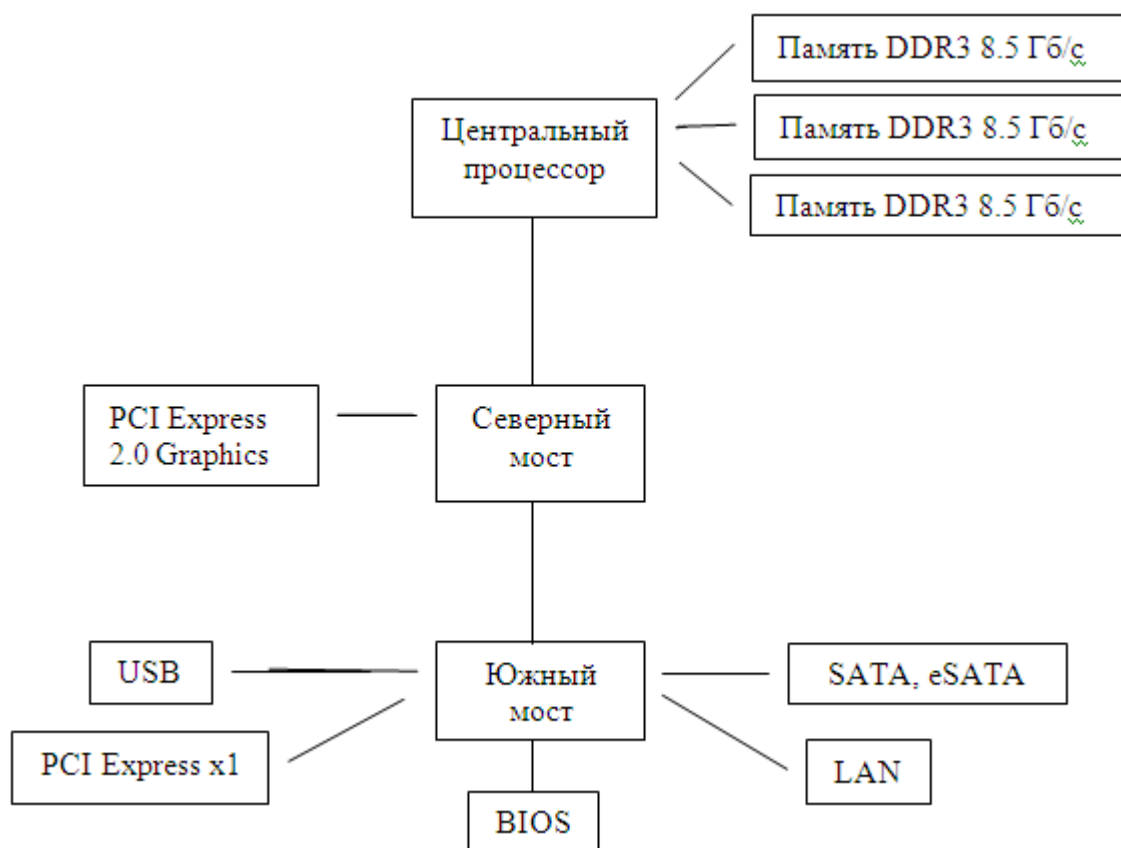 Память DDR3 8.5 Гб/с
Центральный
процессор
Память DDR3 8.5 Гб/с
Память DDR3 8.5 Гб/с
PCI Express
2.0 Graphics
Северный
мост
USB
Южный
мост
SATA, eSATA
PCI Express x1
LAN
BIOS